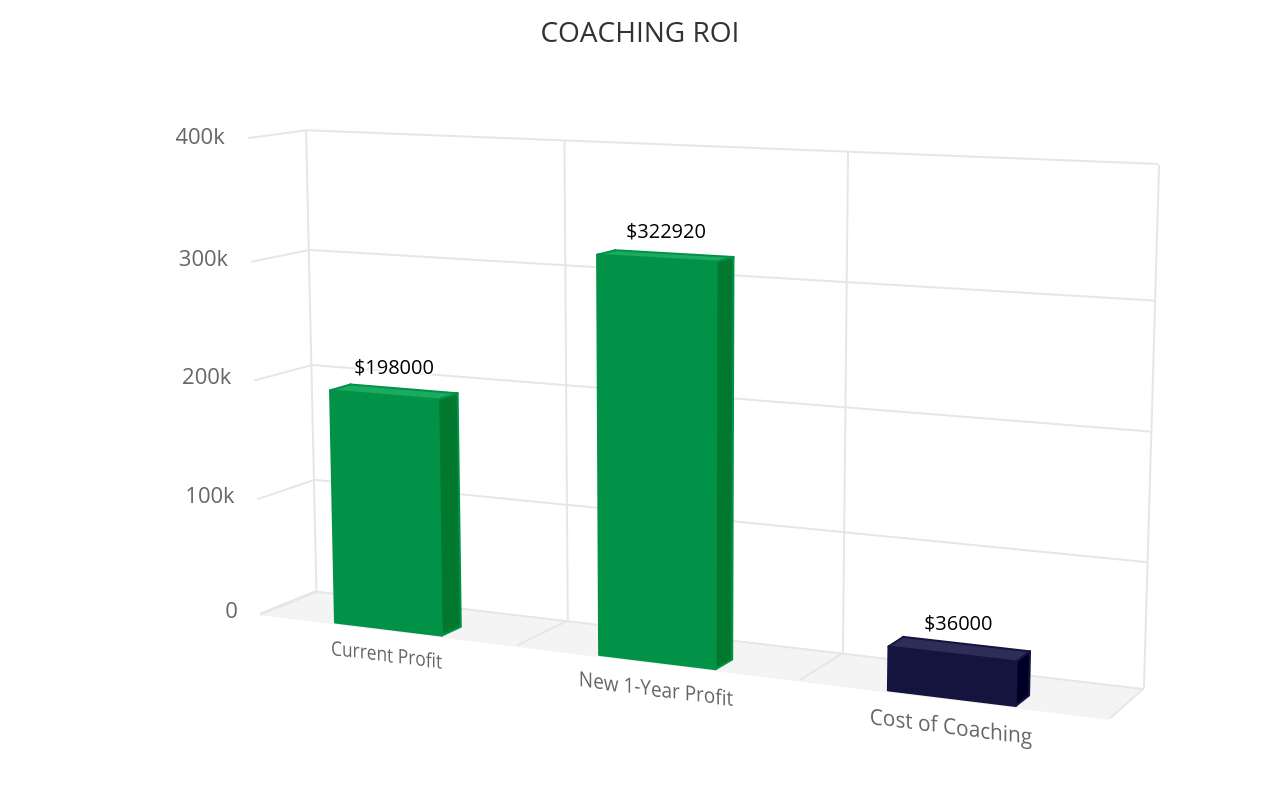 COACHING ROI
400k
300k
200k
100k
0
$198000
$322920
$36000
Current Profit
New 1-Year Profit
Cost of Coaching